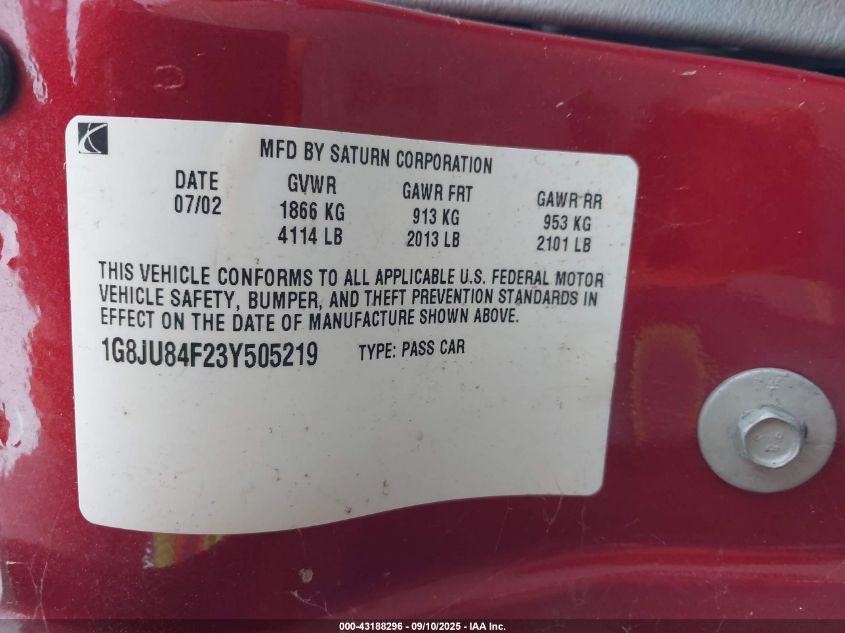 MFD BY SATURN CORPORATION
DATE GVWR GAWR FRT GAWR RR
07/02 1866 KG 913 KG 953 KG
4114 LB 2013 LB 2101 LB
THIS VEHICLE CONFORMS TO ALL APPLICABLE U.S. FEDERAL MOTOR
VEHICLE SAFETY, BUMPER, AND THEFT PREVENTION STANDARDS IN
EFFECT ON THE DATE OF MANUFACTURE SHOWN ABOVE.
1G8JU84F23Y505219 TYPE: PASS CAR
000-43188296 - 09/10/2025 - IAA Inc.